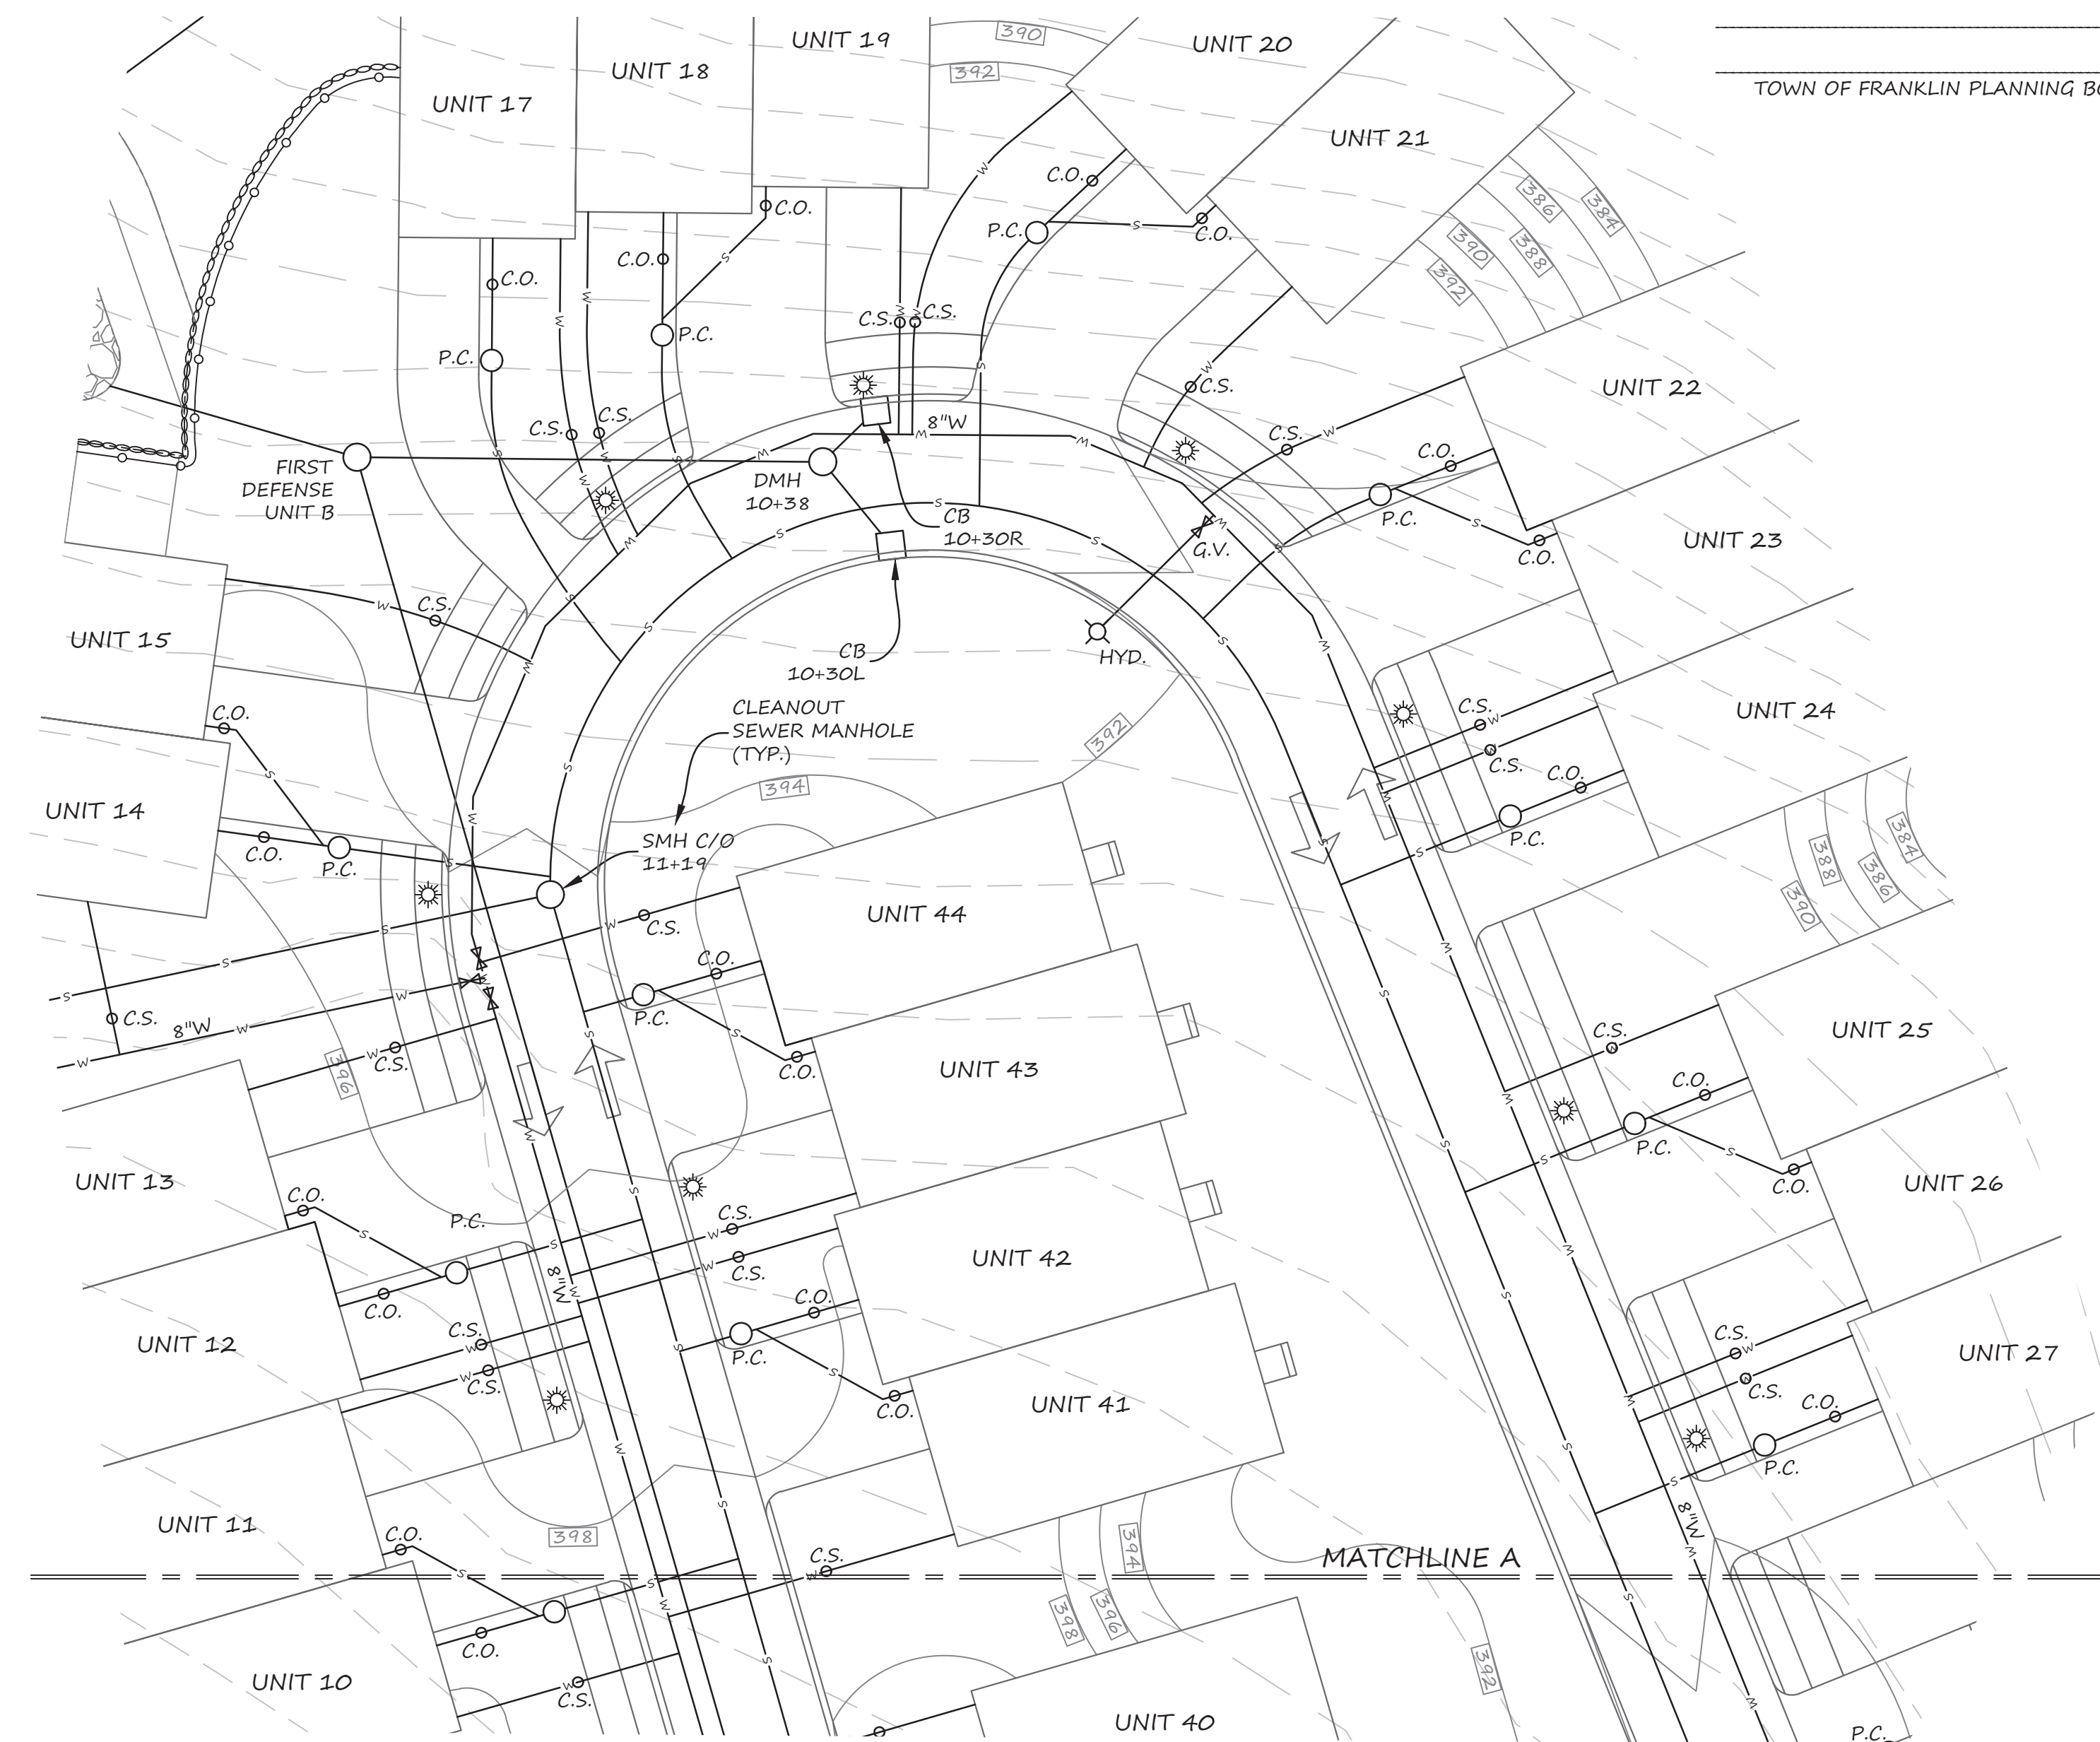 390
392
UNIT 19
UNIT 20
UNIT 18
UNIT 17
UNIT 21
TOWN OF FRANKLIN PLANNING BO
C.O.
C.O.
P.C.
C.O.
C.O.
C.O.
386
384
390
388
392
C.S.
C.S.
P.C.
P.C.
C.S.
UNIT 22
C.S.
C.S.
8"W
C.S.
C.O.
FIRST
DEFENSE
UNIT B
DMH
10+38
CB
10+30R
P.C.
G.V.
C.O.
UNIT 23
C.S.
UNIT 15
CB
10+30L
HYD.
CLEANOUT
SEWER MANHOLE
(TYP.)
392
C.O.
C.S.
C.S.
UNIT 24
C.O.
394
UNIT 14
SMH C/O
11+19
C.O.
P.C.
P.C.
388
386
384
390
UNIT 44
C.S.
C.O.
P.C.
C.S.
8"W
C.S.
396
C.O.
UNIT 43
C.S.
UNIT 25
C.O.
P.C.
C.O.
UNIT 13
C.O.
P.C.
C.S.
C.S.
UNIT 42
UNIT 26
8"W
C.O.
C.O.
P.C.
C.O.
UNIT 12
C.S.
C.S.
C.S.
C.S.
C.O.
P.C.
UNIT 27
UNIT 41
UNIT 11
C.O.
398
8"W
C.S.
394
MATCHLINE A
398
396
392
C.O.
C.S.
UNIT 10
UNIT 40
P.C.